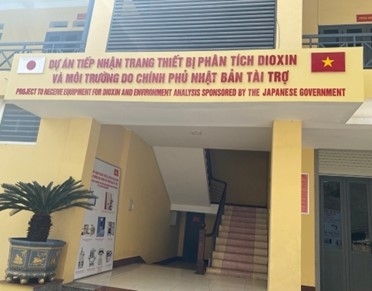 DỰ ÁN TIẾP NHẬN TRANG THIẾT BỊ PHÂN TÍCH DIOXIN
VÀ MÔI TRƯỜNG DO CHÍNH PHỦ NHẬT BẢN TÀI TRỢ
PROJECT TO RECEIVE EQUIPMENT FOR DIOXIN AND ENVIRONMENT ANALYSIS SPONSORED BY THE JAPANESE GOVERNMENT